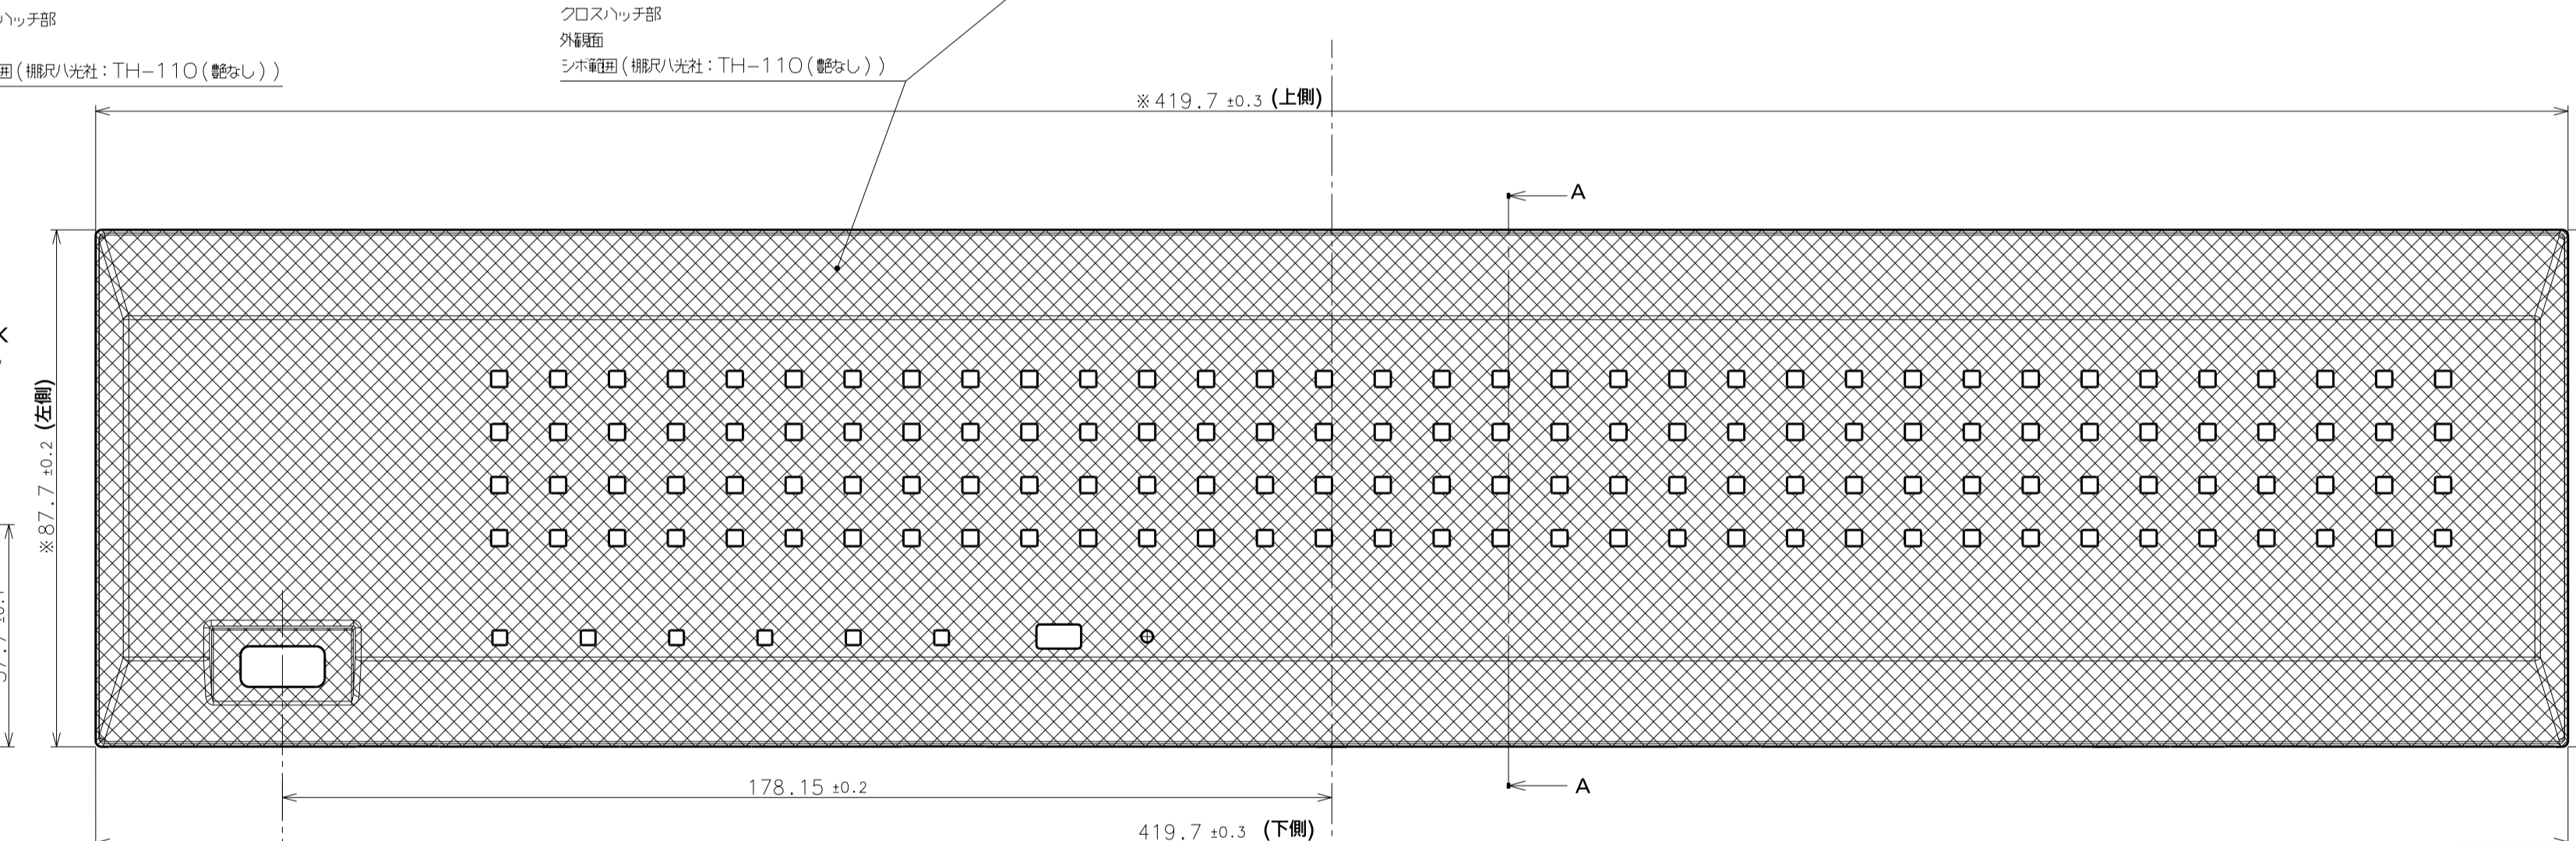 ハッチ部
囲(棚沢八光社:TH-110(艶なし))
クロスハッチ部
外観面
シボ範囲(棚沢八光社:TH-110(艶なし))
※419.7 ±0.3 (上側)
A
K
※87.7 ±0.2 (左側)
A
178.15 ±0.2
419.7 ±0.3 (下側)